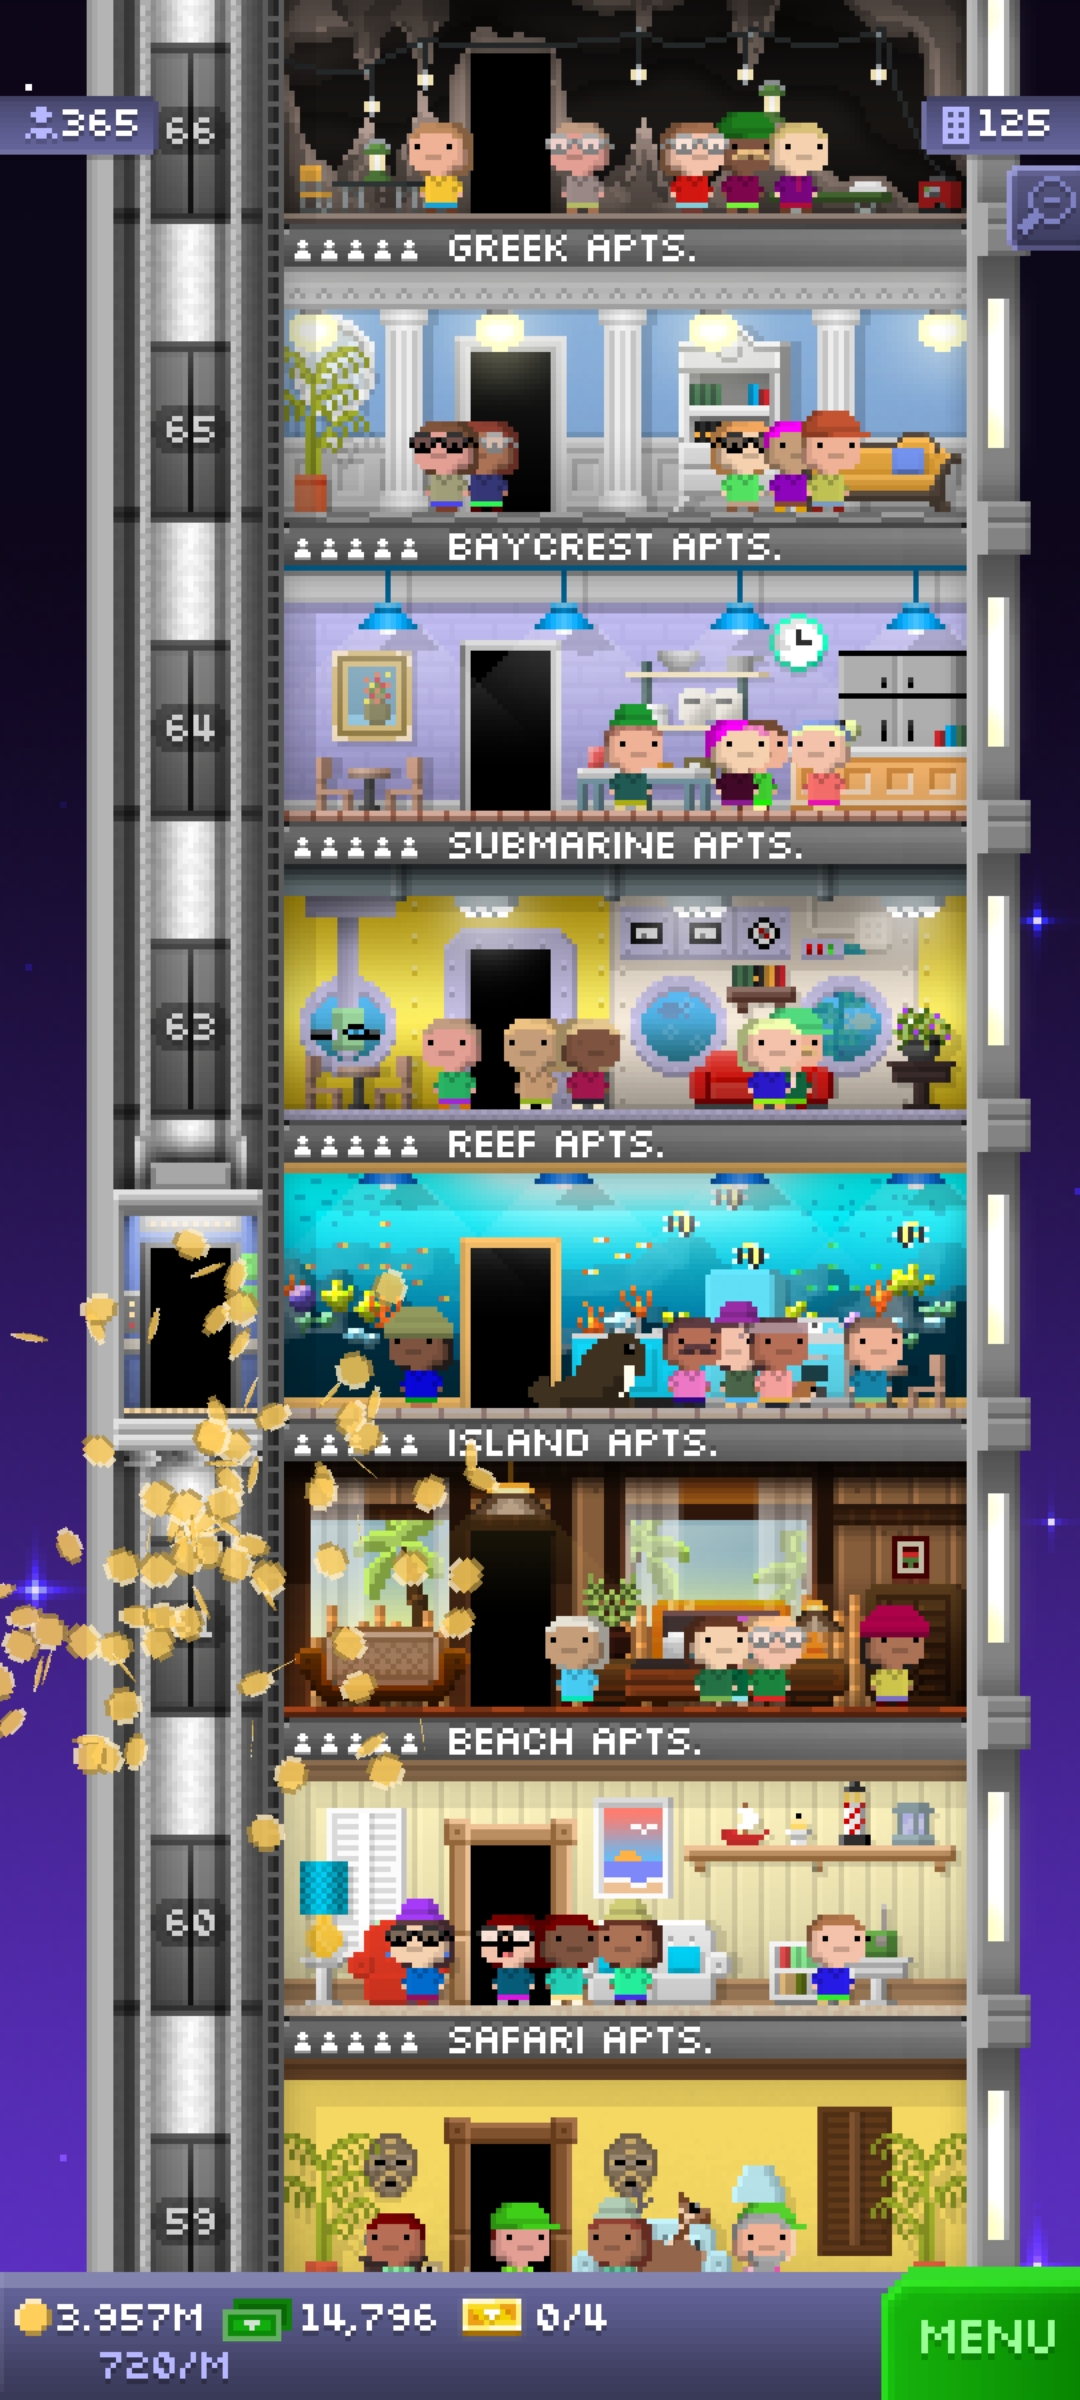 365
66
125
GREEK APTS.
65
BAYCREST APTS.
64
SUBMARINE APTS.
63
REEF APTS.
ISLAND APTS.
BEACH APTS.
60
SAFARI APTS.
59
3.957M 14,796 0/4
720/M
MENU